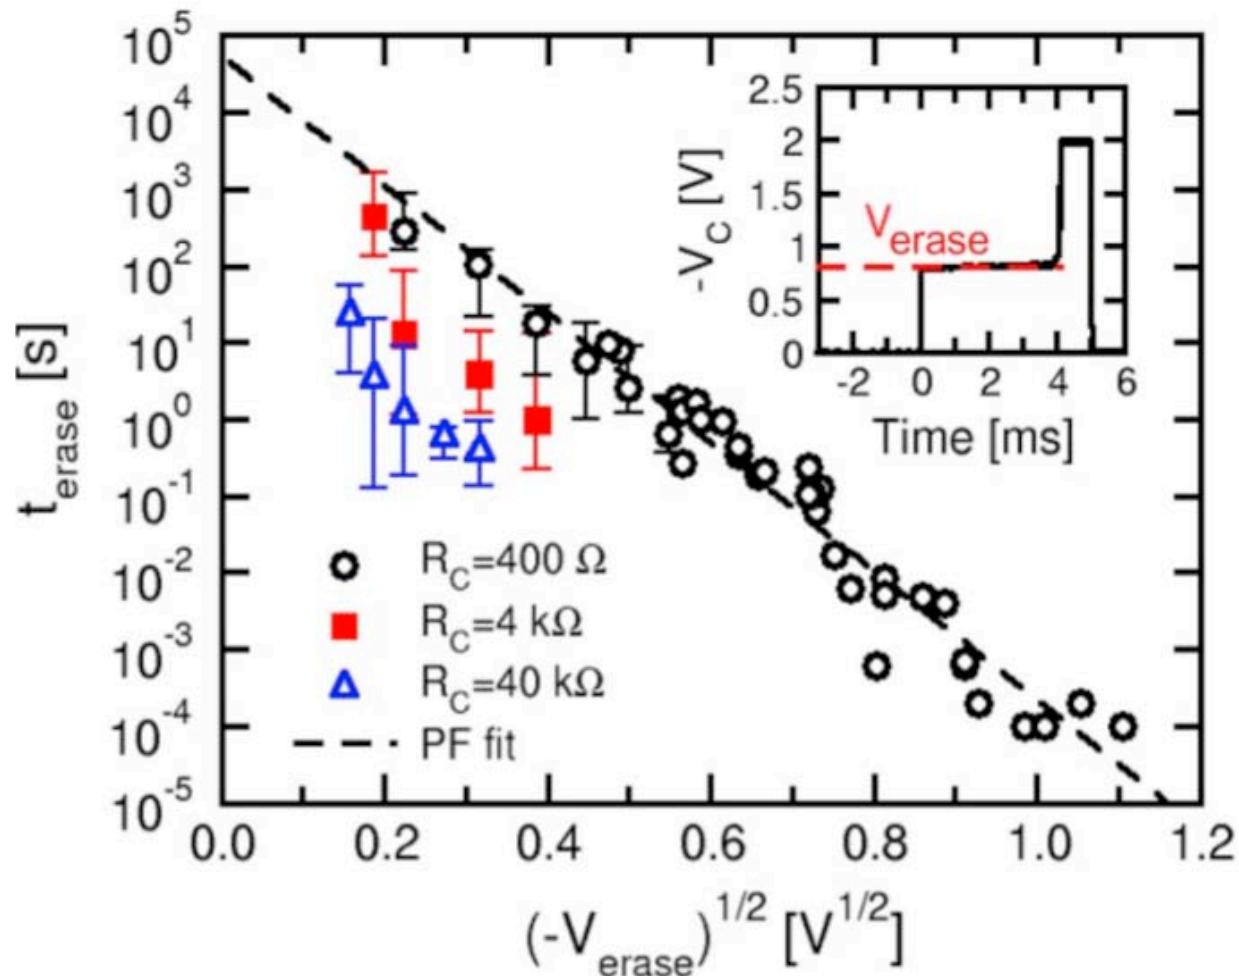 10^5
10^4
10^3
10^2
10^1
10^0
10^-1
10^-2
10^-3
10^-4
10^-5
t_erase [s]
0.0 0.2 0.4 0.6 0.8 1.0 1.2
(-V_erase)^1/2 [V^1/2]
R_C=400 Ω
R_C=4 kΩ
R_C=40 kΩ
PF fit
2.5
2
1.5
1
0.5
0
-V_C [V]
V_erase
-2 0 2 4 6
Time [ms]